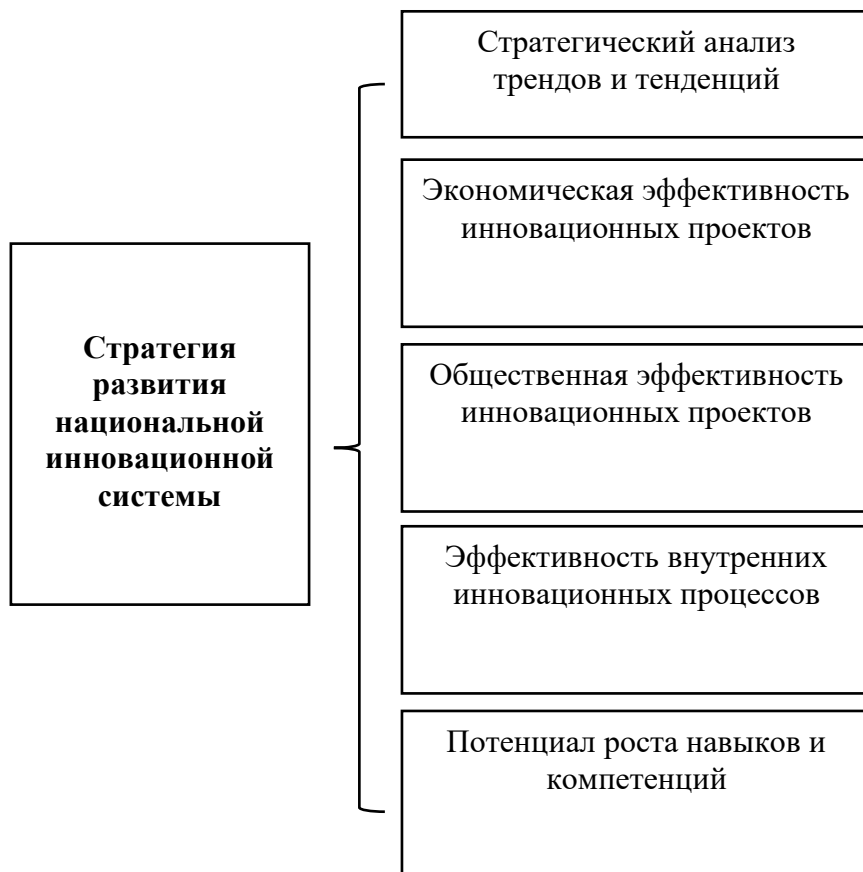 Стратегический анализ
трендов и тенденций
Экономическая эффективность
инновационных проектов
Стратегия
развития
национальной
инновационной
системы
Общественная эффективность
инновационных проектов
Эффективность внутренних
инновационных процессов
Потенциал роста навыков и
компетенций